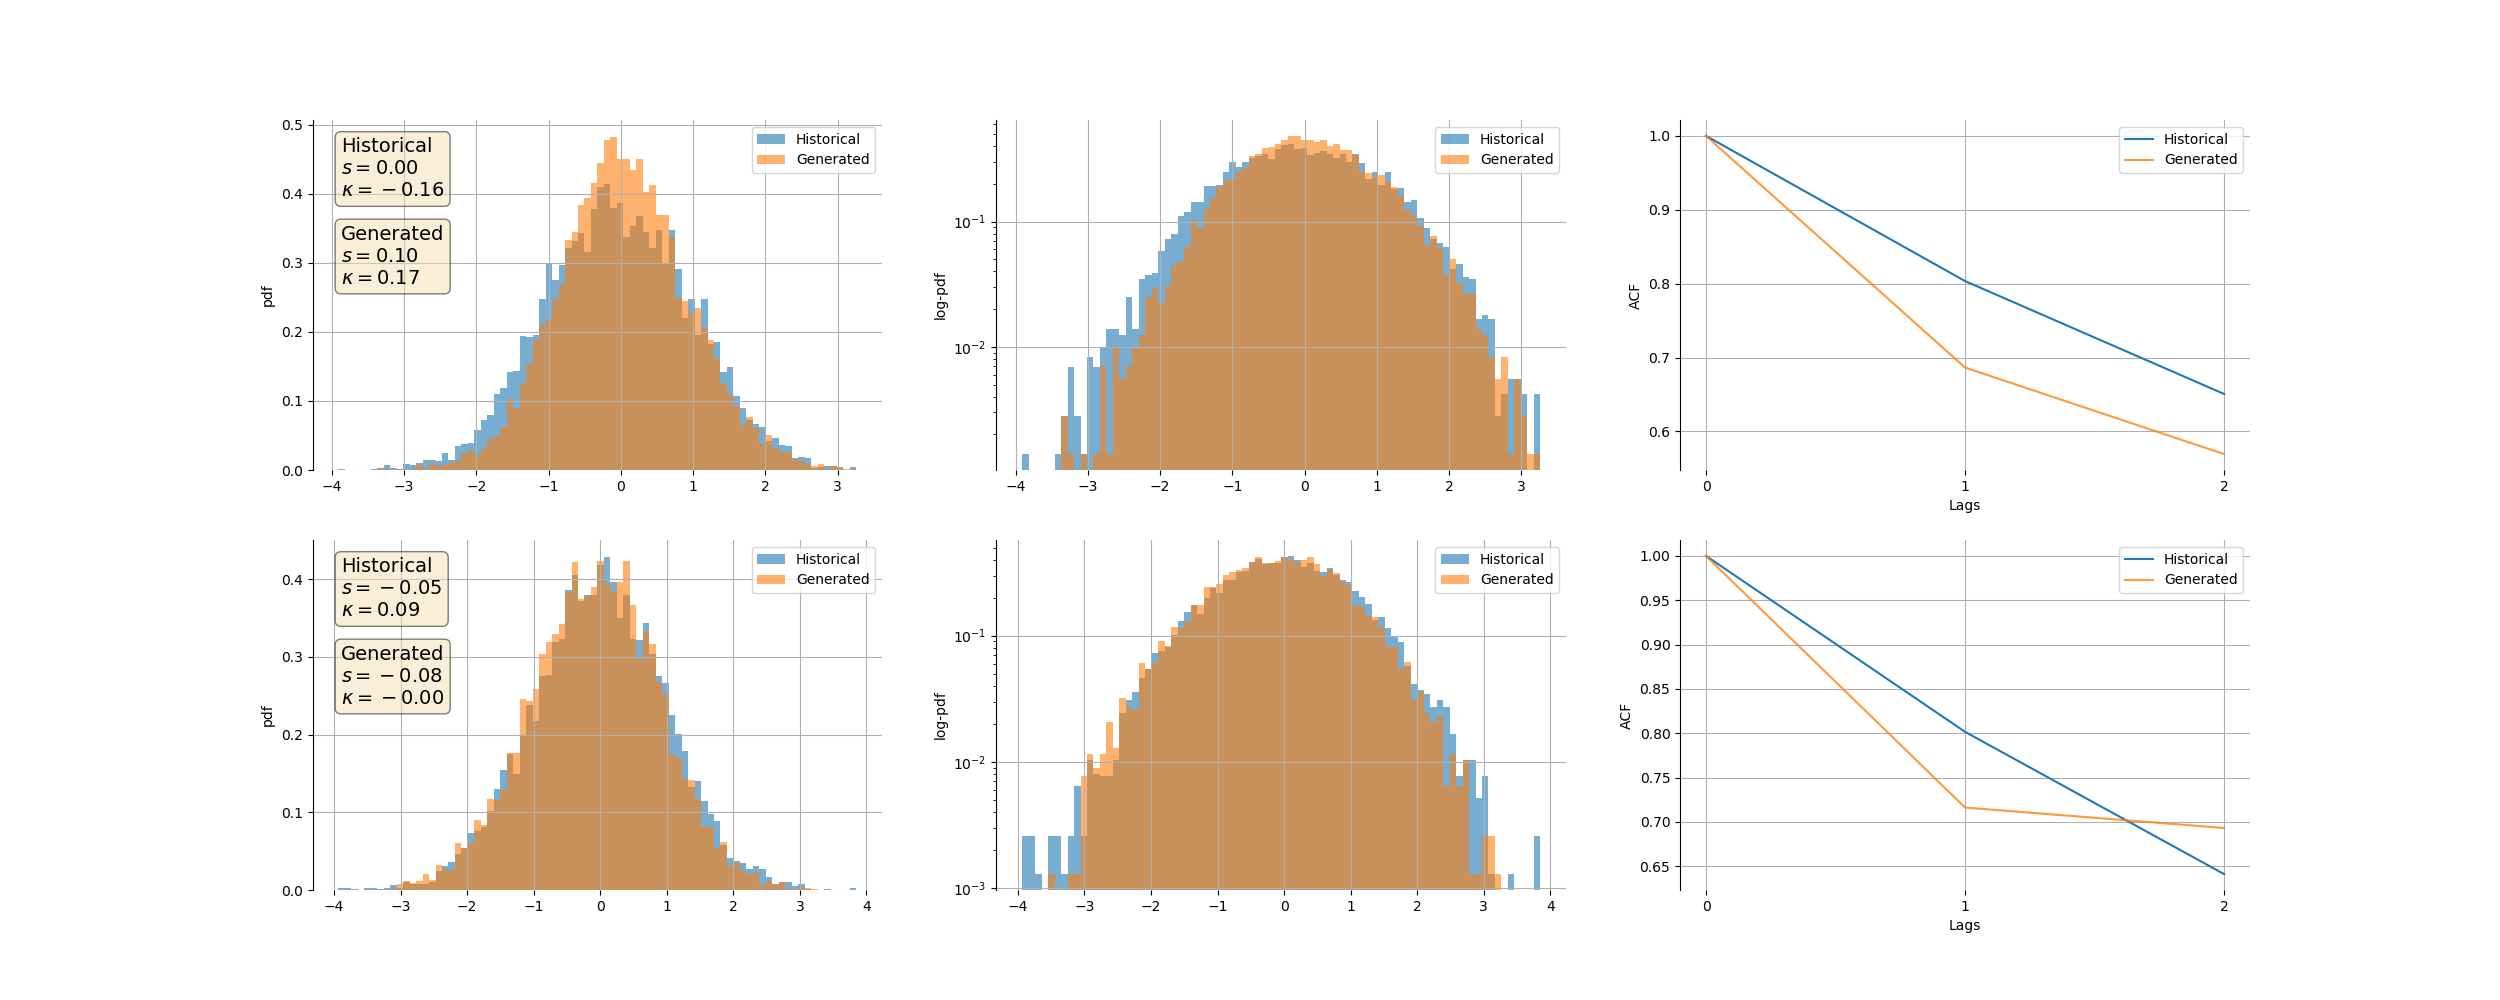 Historical
s = 0.00
κ = −0.16
Generated
s = 0.10
κ = 0.17
Historical
Generated
pdf
0.5
0.4
0.3
0.2
0.1
0.0
−4 −3 −2 −1 0 1 2 3
Historical
Generated
log-pdf
10⁻¹
10⁻²
−4 −3 −2 −1 0 1 2 3
Historical
Generated
ACF
1.0
0.9
0.8
0.7
0.6
0 1 2
Lags
Historical
s = −0.05
κ = 0.09
Generated
s = −0.08
κ = −0.00
Historical
Generated
pdf
0.4
0.3
0.2
0.1
0.0
−4 −3 −2 −1 0 1 2 3 4
Historical
Generated
log-pdf
10⁻¹
10⁻²
10⁻³
−4 −3 −2 −1 0 1 2 3 4
Historical
Generated
ACF
1.00
0.95
0.90
0.85
0.80
0.75
0.70
0.65
0 1 2
Lags